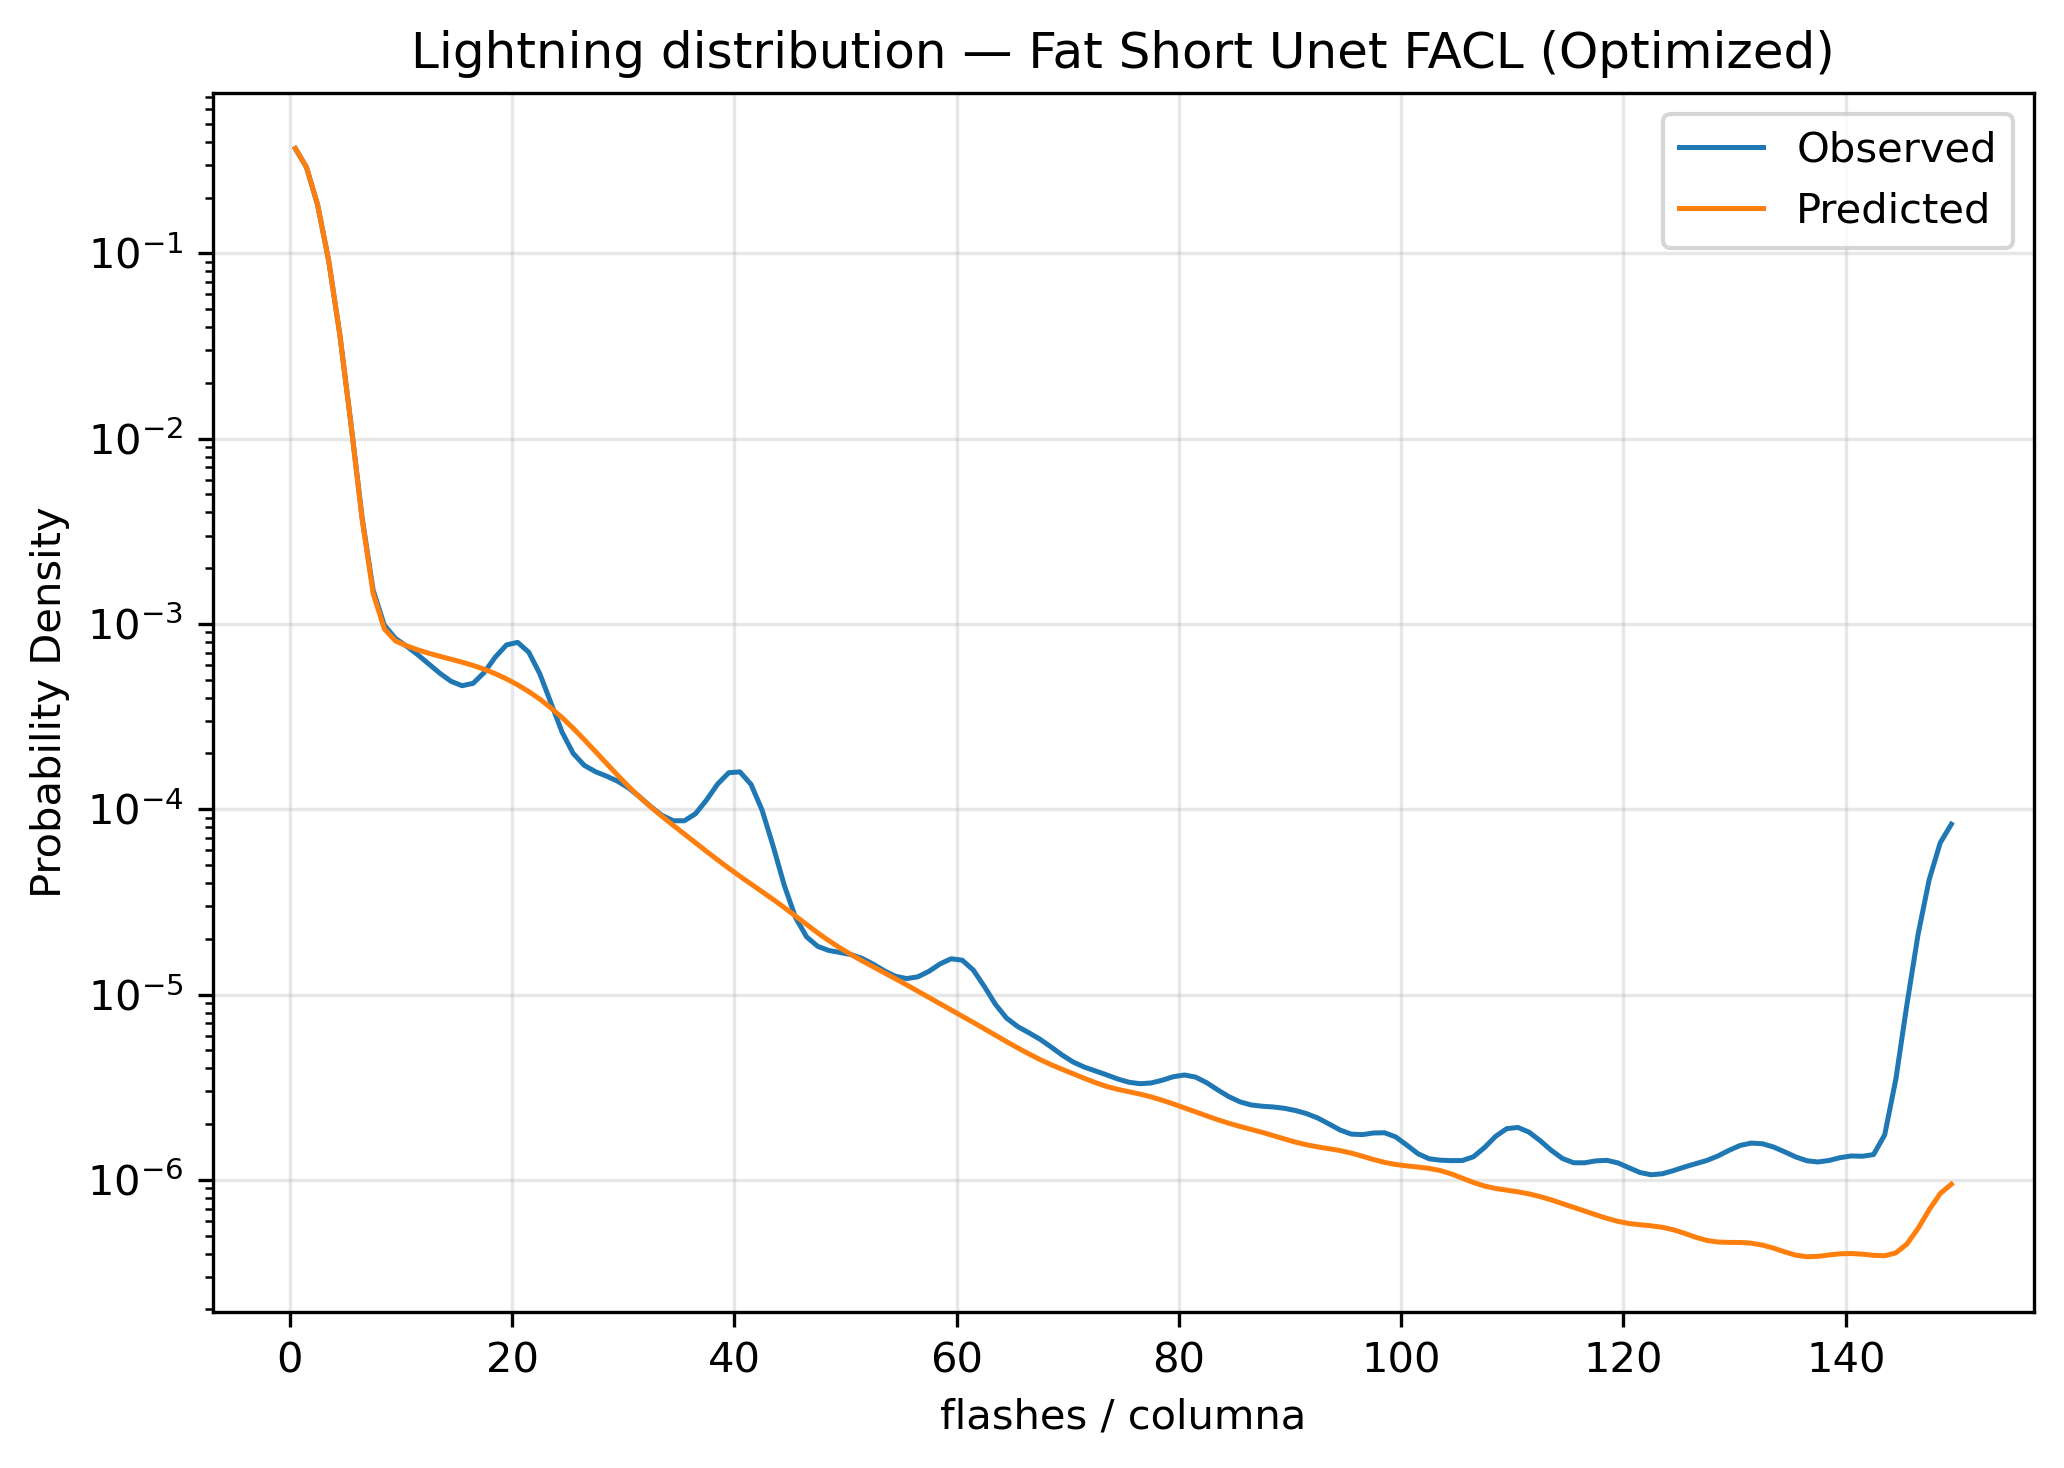 Lightning distribution — Fat Short Unet FACL (Optimized)
Observed
Predicted
Probability Density
10⁻¹
10⁻²
10⁻³
10⁻⁴
10⁻⁵
10⁻⁶
0 20 40 60 80 100 120 140
flashes / columna